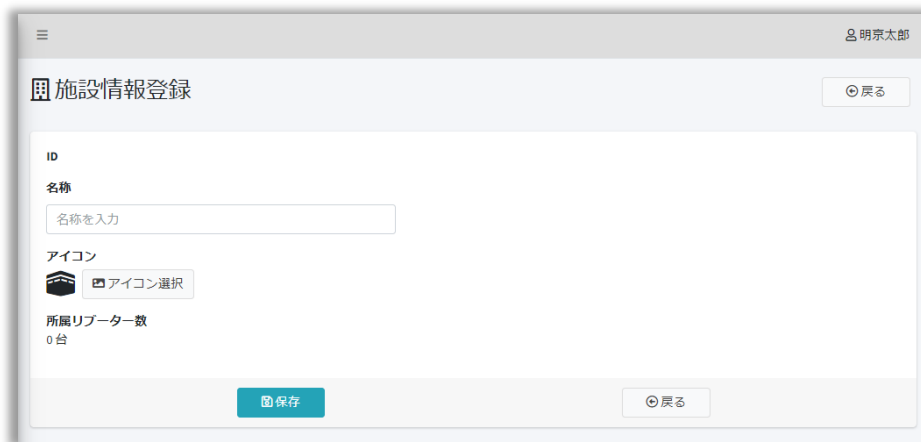 明京太郎
施設情報登録
戻る
ID
名称
名称を入力
アイコン
アイコン選択
所属リブーター数
0 台
保存
戻る